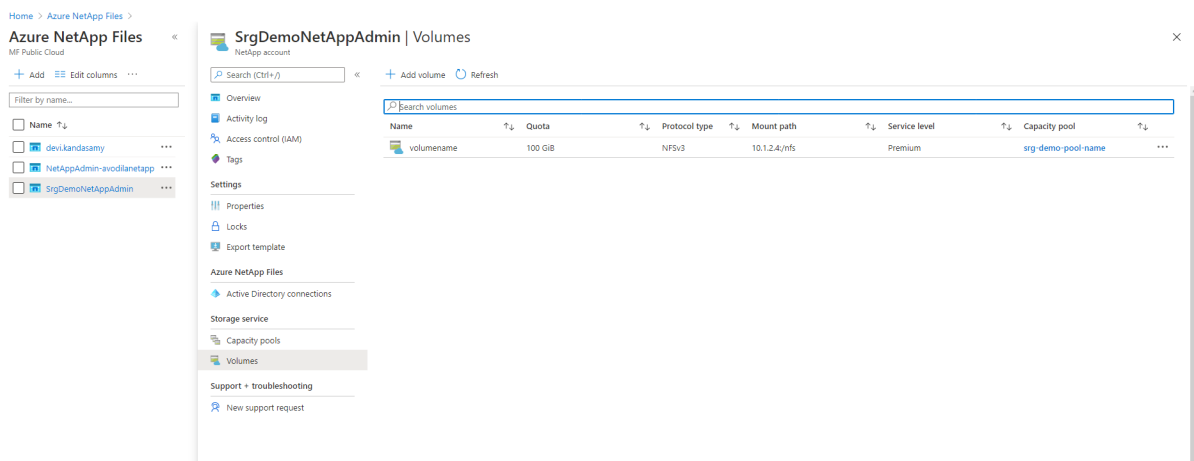 Home > Azure NetApp Files >
Azure NetApp Files «
MF Public Cloud
+ Add Edit columns ...
Filter by name...
Name ↑↓
devi.kandasamy ...
NetAppAdmin-avodilanetapp ...
SrgDemoNetAppAdmin ...
SrgDemoNetAppAdmin | Volumes
NetApp account
Search (Ctrl+/) «
Overview
Activity log
Access control (IAM)
Tags
Settings
Properties
Locks
Export template
Azure NetApp Files
Active Directory connections
Storage service
Capacity pools
Volumes
Support + troubleshooting
New support request
+ Add volume Refresh
Search volumes
Name ↑↓ Quota ↑↓ Protocol type ↑↓ Mount path ↑↓ Service level ↑↓ Capacity pool ↑↓
volumename 100 GiB NFSv3 10.1.2.4:/nfs Premium srg-demo-pool-name ...